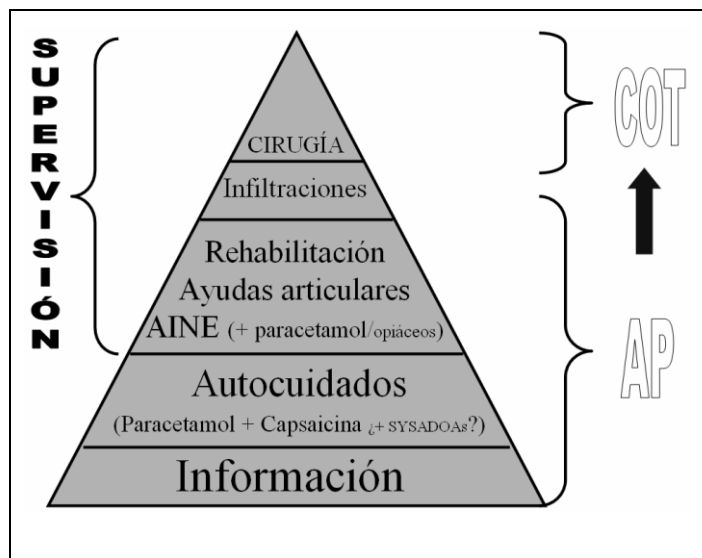 SUPERVISIÓN
CIRUGÍA
Infiltraciones
Rehabilitación
Ayudas articulares
AINE (+ paracetamol/opiáceos)
Autocuidados
(Paracetamol + Capsaicina ¿+ SYSADOAs?)
Información
COT
AP